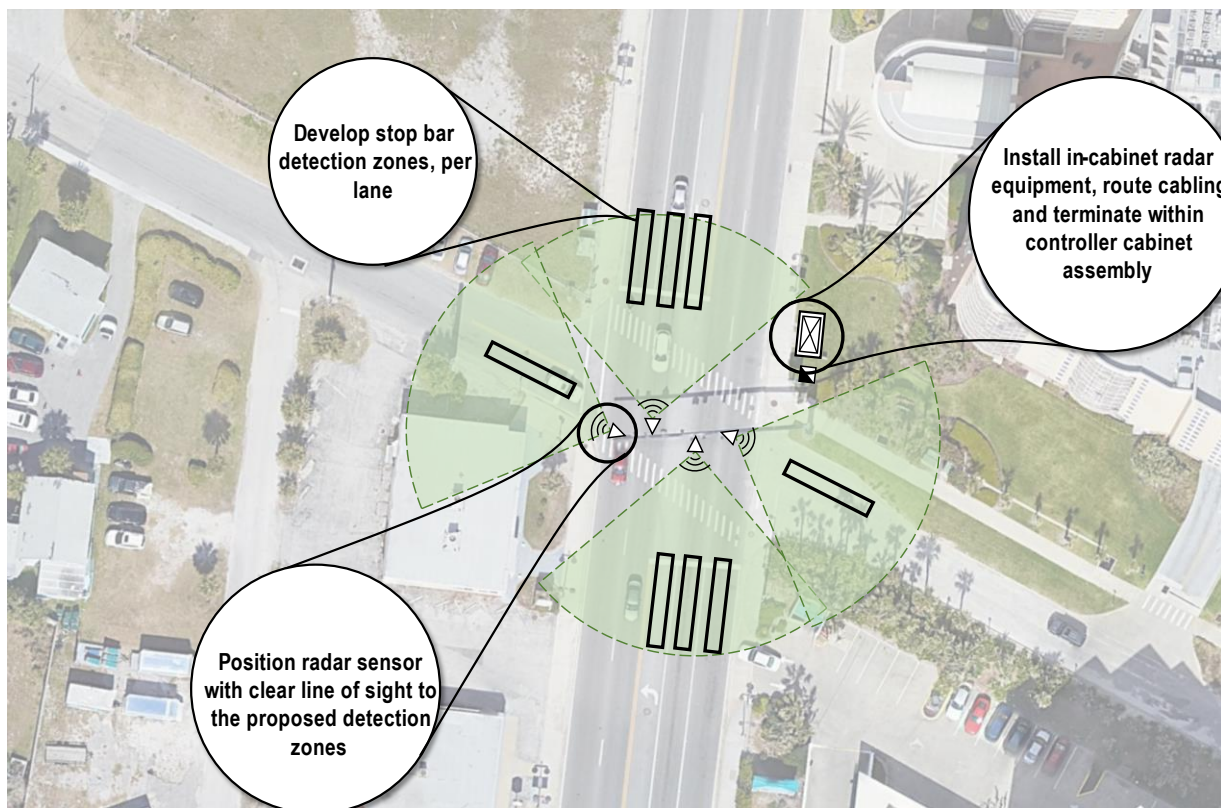 Develop stop bar
detection zones, per
lane
Install in-cabinet radar
equipment, route cabling
and terminate within
controller cabinet
assembly
Position radar sensor
with clear line of sight to
the proposed detection
zones